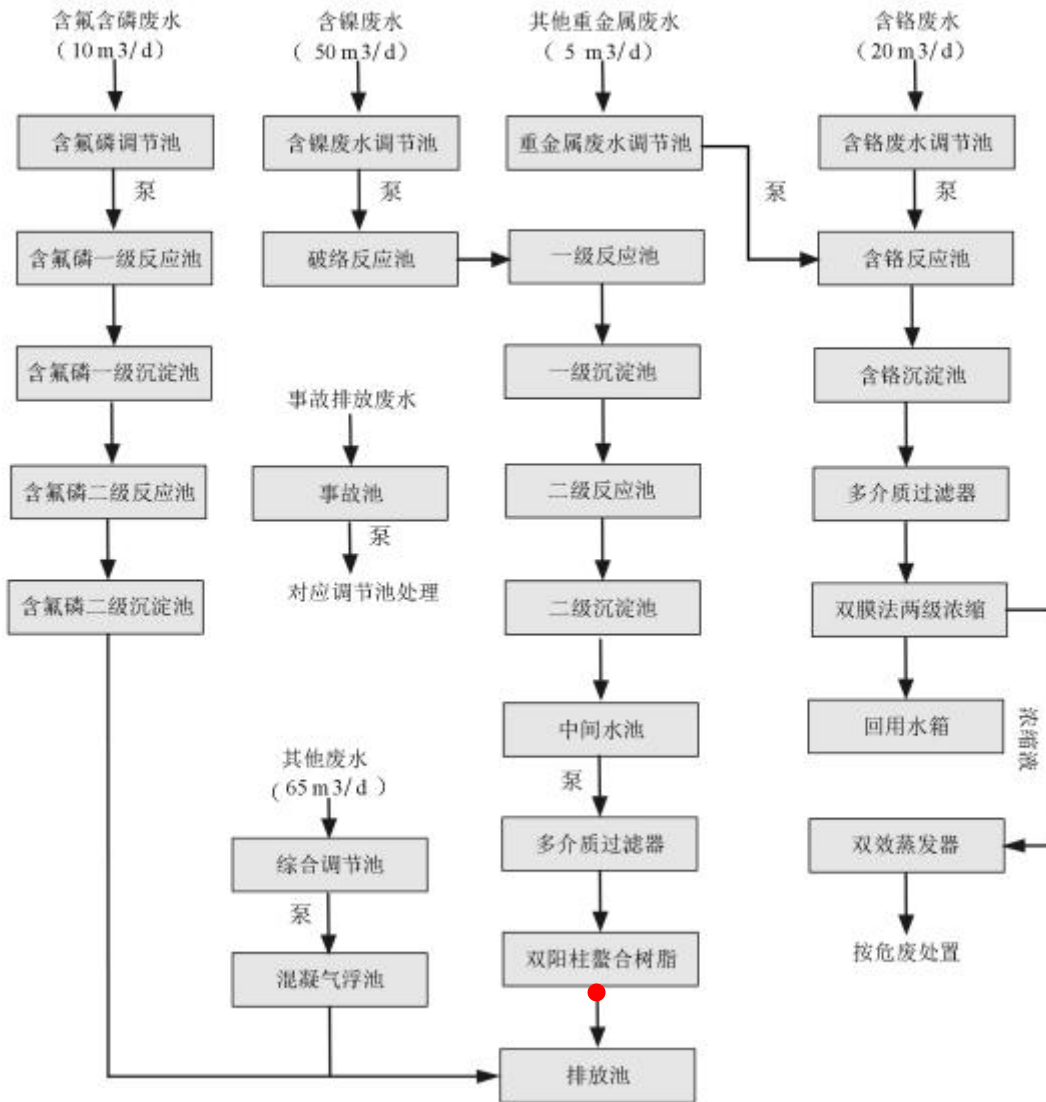 含氟含磷废水
（10 m3/d）
含镍废水
（ 50 m3/d）
其他重金属废水
（ 5 m3/d）
含铬废水
（20 m3/d）
含氟磷调节池
含镍废水调节池
重金属废水调节池
含铬废水调节池
泵
泵
泵
泵
含氟磷一级反应池
破络反应池
一级反应池
含铬反应池
含氟磷一级沉淀池
一级沉淀池
含铬沉淀池
事故排放废水
含氟磷二级反应池
事故池
二级反应池
多介质过滤器
泵
对应调节池处理
含氟磷二级沉淀池
二级沉淀池
双膜法两级浓缩
中间水池
回用水箱
浓缩液
其他废水
（65 m3/d）
泵
综合调节池
多介质过滤器
双效蒸发器
泵
混凝气浮池
双阳柱螯合树脂
按危废处置
排放池